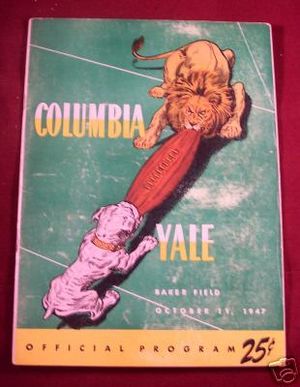 COLUMBIA
YALE
BAKER FIELD
OCTOBER 11, 1947
OFFICIAL PROGRAM 25¢